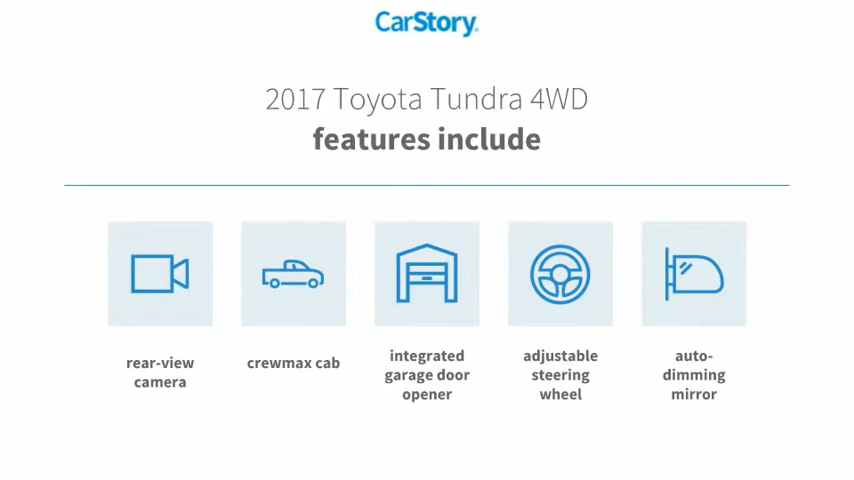 CarStory.
2017 Toyota Tundra 4WD
features include
rear-view
camera
crewmax cab
integrated
garage door
opener
adjustable
steering
wheel
auto-
dimming
mirror